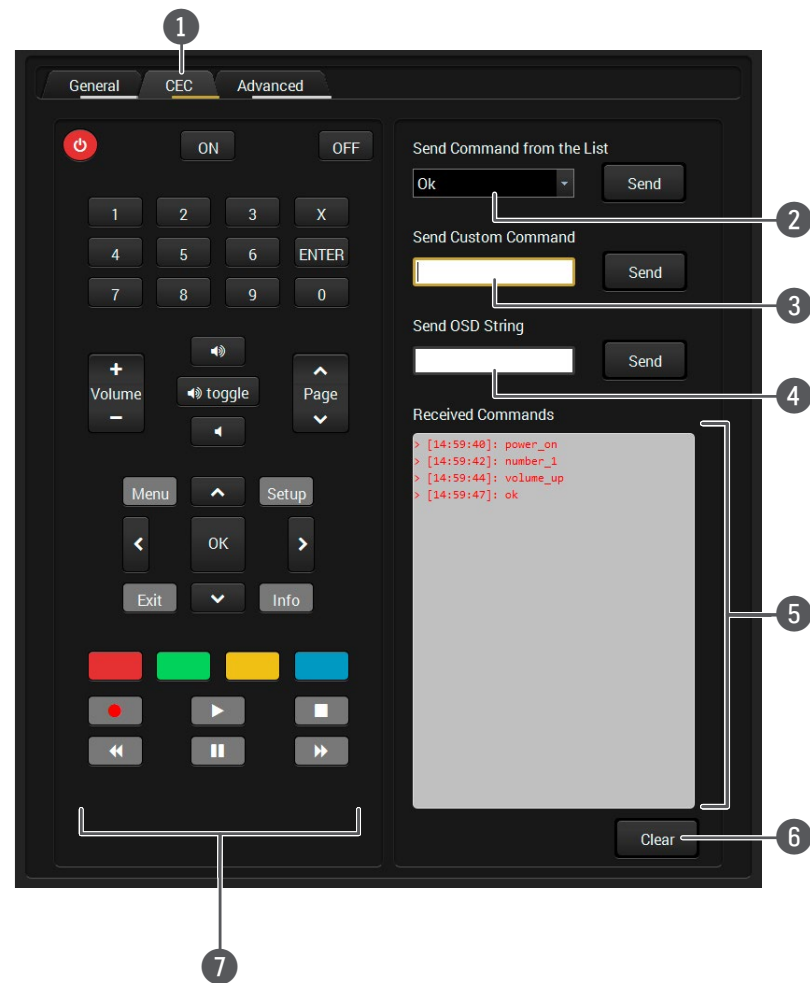 1
General CEC Advanced
ON OFF
1 2 3 X
4 5 6 ENTER
7 8 9 0
+
Volume
−
toggle
Page
Menu Setup
OK
Exit Info
7
Send Command from the List
Ok Send
2
Send Custom Command
Send
3
Send OSD String
Send
4
Received Commands
> [14:59:40]: power_on
> [14:59:42]: number_1
> [14:59:44]: volume_up
> [14:59:47]: ok
5
Clear
6